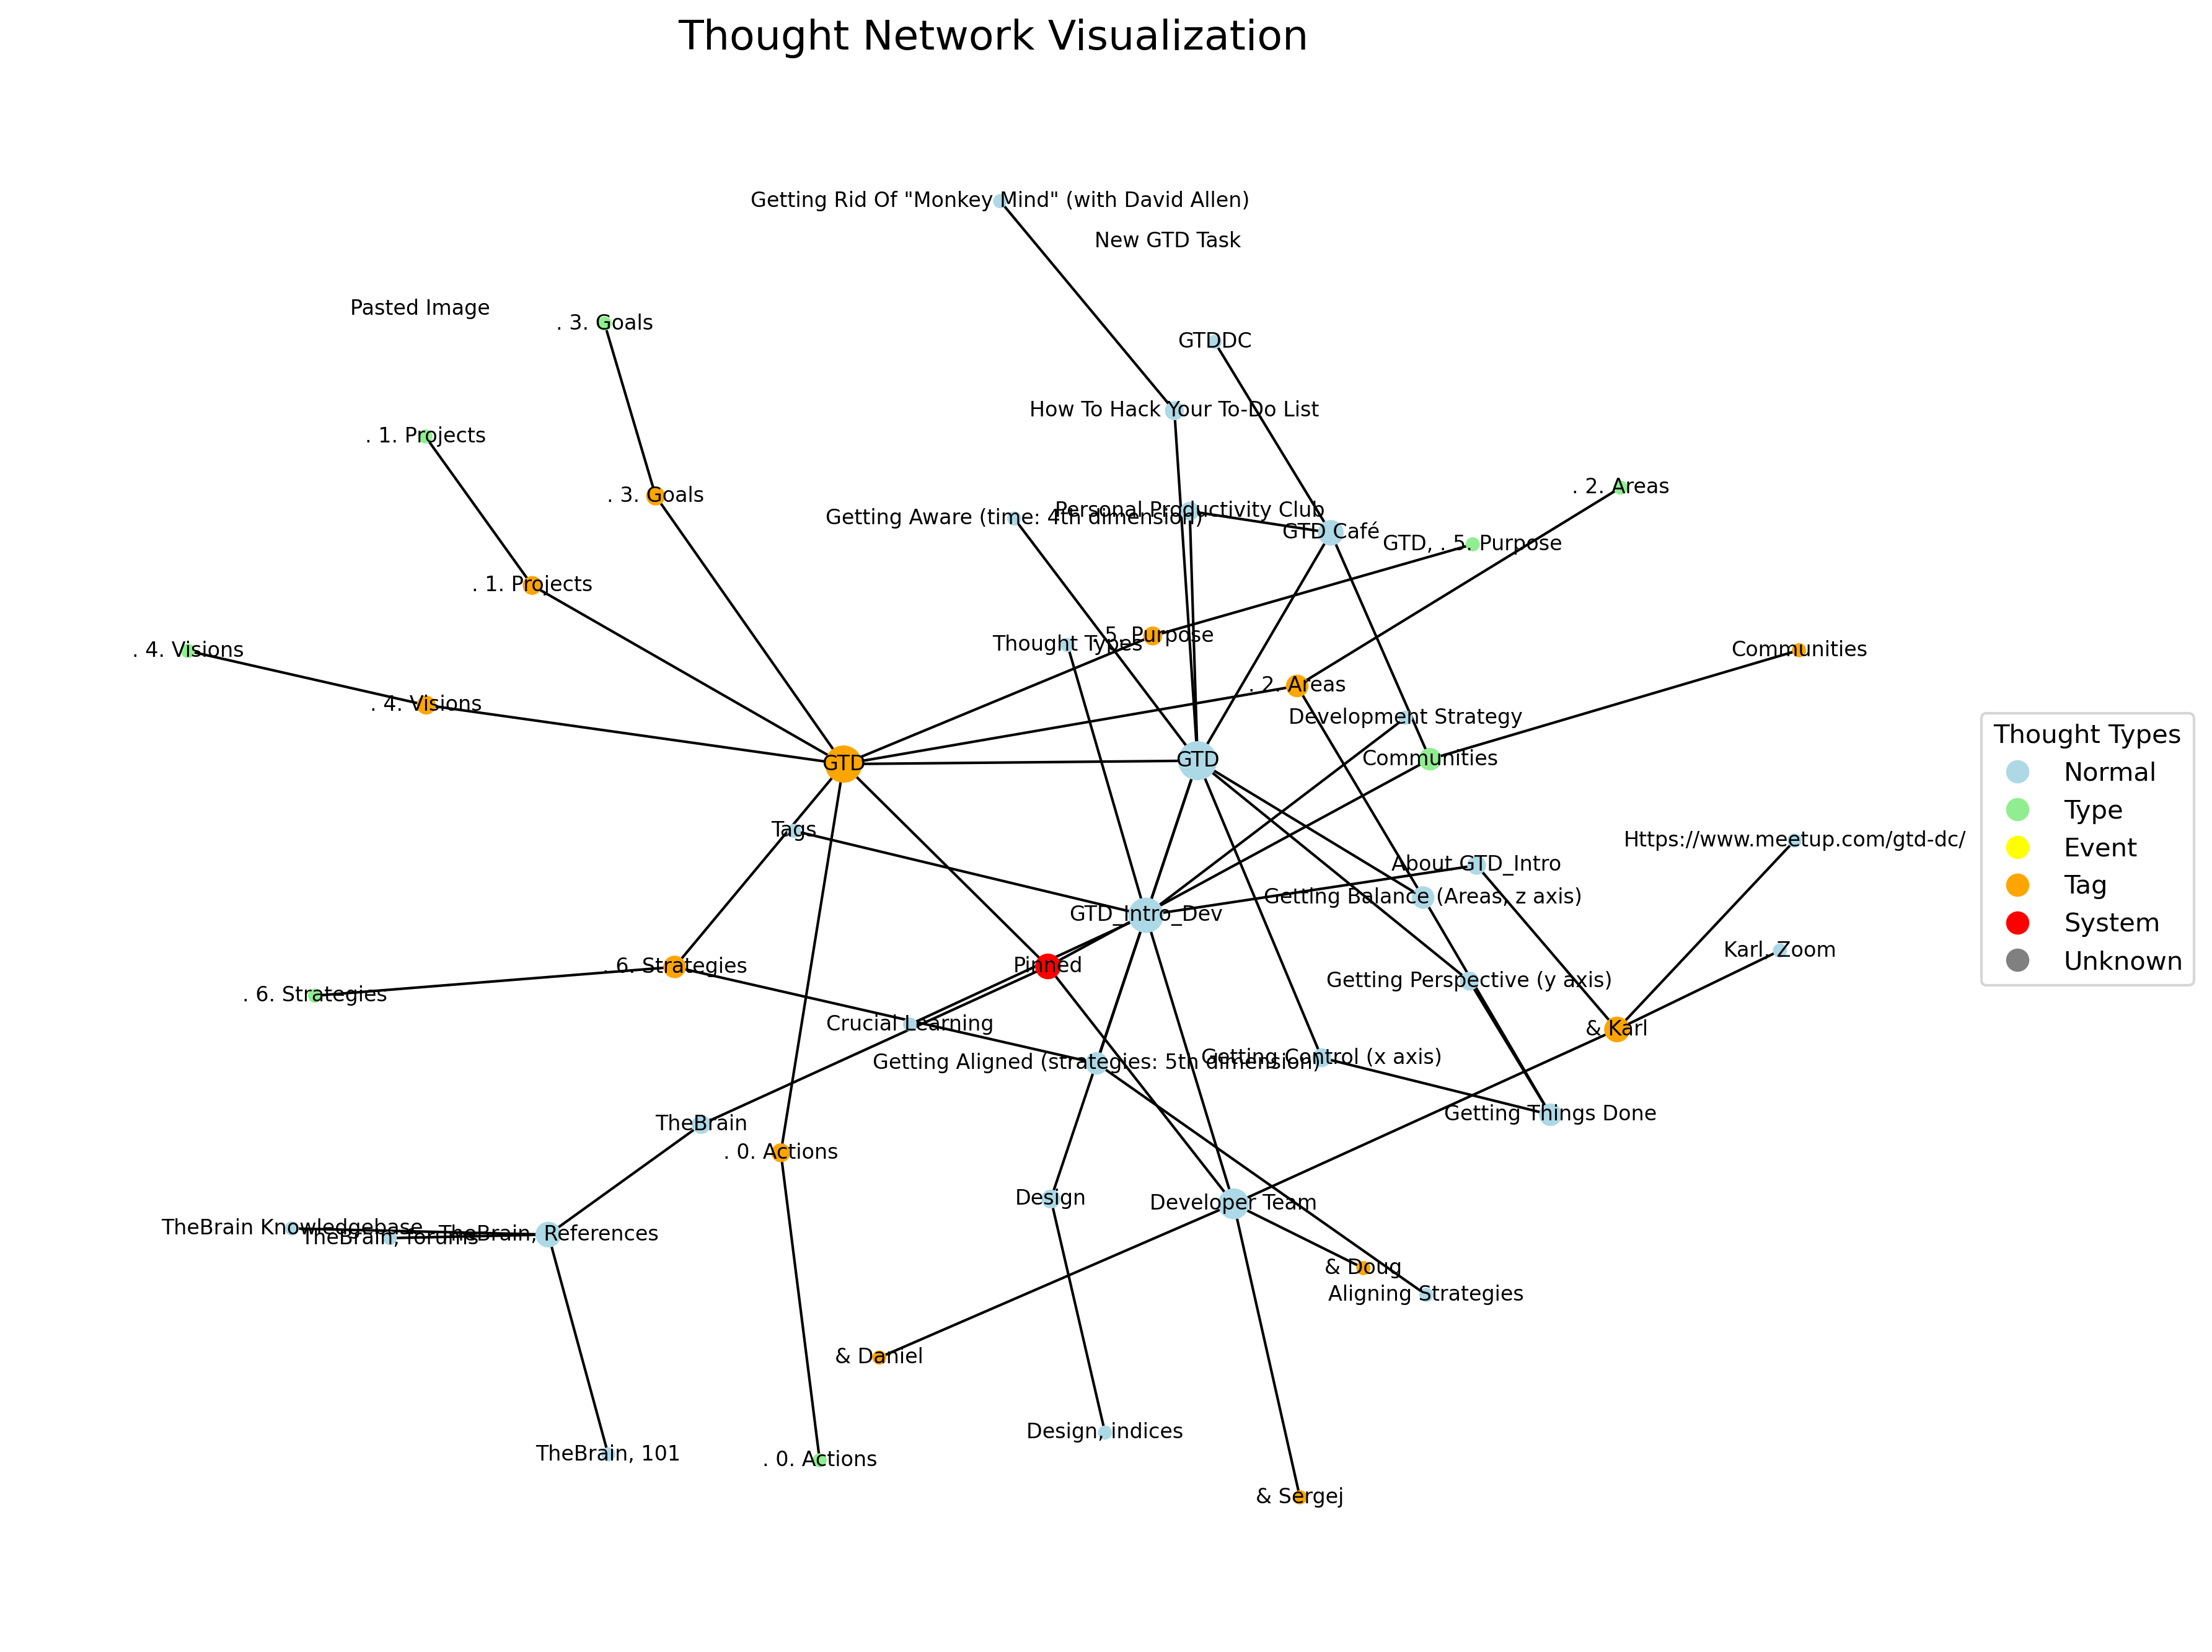 Thought Network Visualization
Getting Rid Of "Monkey Mind" (with David Allen)
New GTD Task
Pasted Image
. 3. Goals
GTDDC
How To Hack Your To-Do List
. 1. Projects
. 3. Goals
. 2. Areas
Personal Productivity Club
Getting Aware (time: 4th dimension)
GTD Café
GTD, . 5. Purpose
. 1. Projects
. 5. Purpose
Thought Types
. 4. Visions
Communities
. 2. Areas
. 4. Visions
Development Strategy
Thought Types
Normal
Type
Event
Tag
System
Unknown
GTD
GTD
Communities
Tags
Https://www.meetup.com/gtd-dc/
About GTD_Intro
Getting Balance (Areas, z axis)
GTD_Intro_Dev
Karl, Zoom
. 6. Strategies
Pinned
Getting Perspective (y axis)
. 6. Strategies
Crucial Learning
& Karl
Getting Aligned (strategies: 5th dimension)
Getting Control (x axis)
Getting Things Done
TheBrain
. 0. Actions
Design
Developer Team
TheBrain Knowledgebase
TheBrain, forums
TheBrain, References
& Doug
Aligning Strategies
& Daniel
Design, indices
TheBrain, 101
. 0. Actions
& Sergej